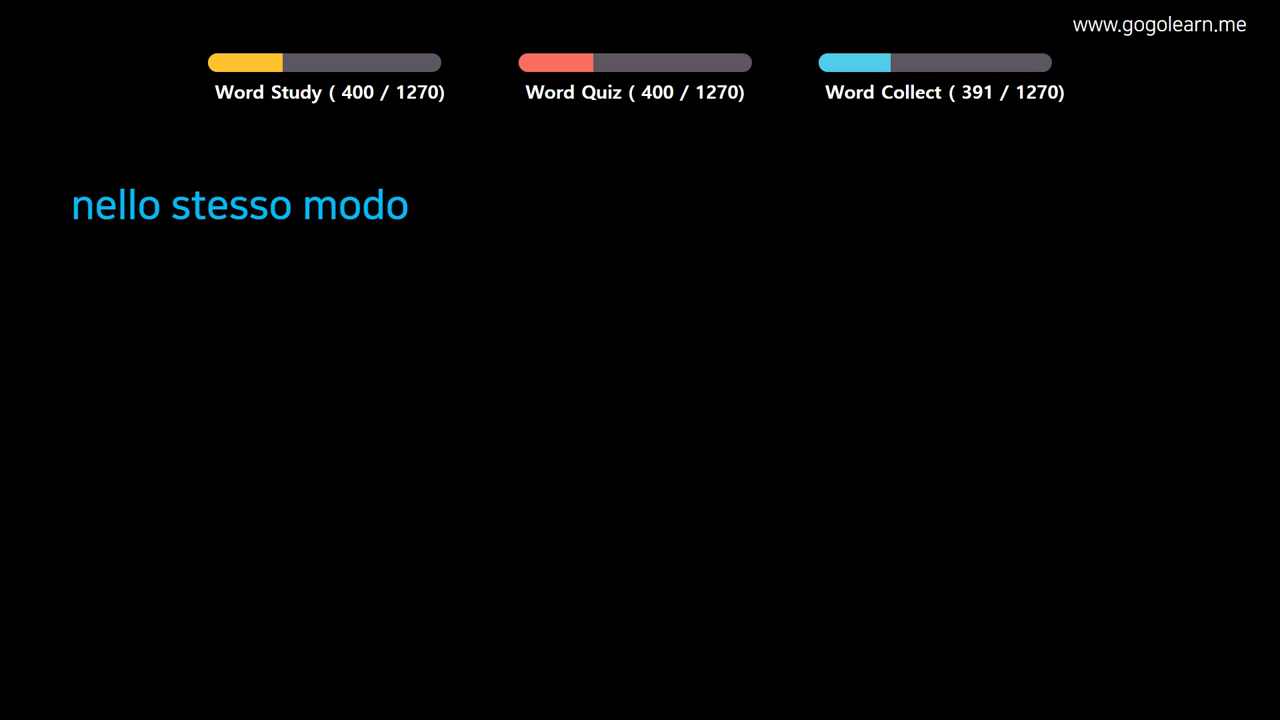 www.gogolearn.me
Word Study ( 400 / 1270)
Word Quiz ( 400 / 1270)
Word Collect ( 391 / 1270)
nello stesso modo